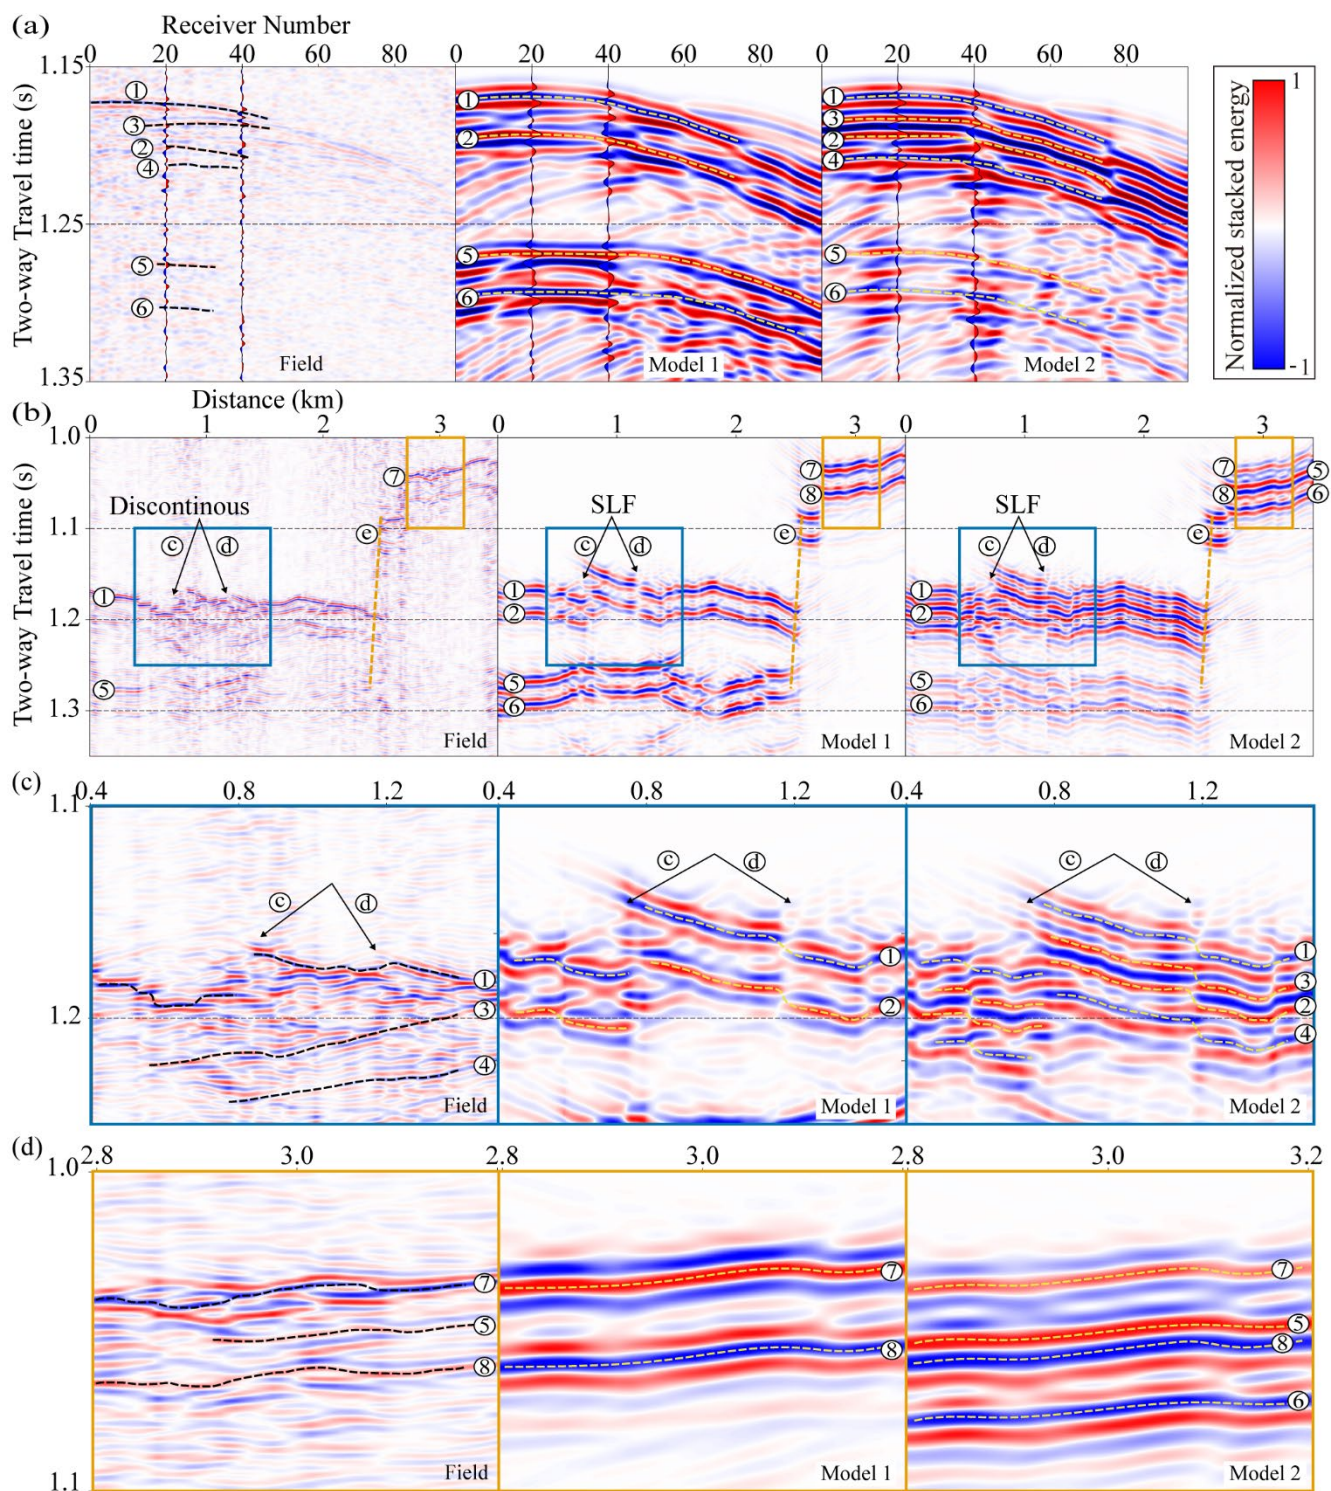 (a)
Receiver Number
0 20 40 60 80 0 20 40 60 80 0 20 40 60 80
Two-way Travel time (s)
1.15
1.25
1.35
① ③ ② ④ ⑤ ⑥
Field
① ② ⑤ ⑥
Model 1
① ③ ② ④ ⑤ ⑥
Model 2
1
Normalized stacked energy
-1
(b)
Distance (km)
0 1 2 3 0 1 2 3 0 1 2 3
Two-way Travel time (s)
1.0
1.1
1.2
1.3
⑦
Discontinous
ⓒ ⓓ ⓔ
① ⑤
Field
⑦ ⑧
SLF
ⓒ ⓓ ⓔ
① ② ⑤ ⑥
Model 1
⑦ ⑤
⑧ ⑥
SLF
ⓒ ⓓ ⓔ
① ② ⑤ ⑥
Model 2
(c)
0.4 0.8 1.2 0.4 0.8 1.2 0.4 0.8 1.2
1.1
1.2
ⓒ ⓓ
① ③ ④
Field
ⓒ ⓓ
① ②
Model 1
ⓒ ⓓ
① ③ ② ④
Model 2
(d)
2.8 3.0 2.8 3.0 2.8 3.0 3.2
1.0
1.1
⑦ ⑤ ⑧
Field
⑦ ⑧
Model 1
⑦ ⑤ ⑧ ⑥
Model 2